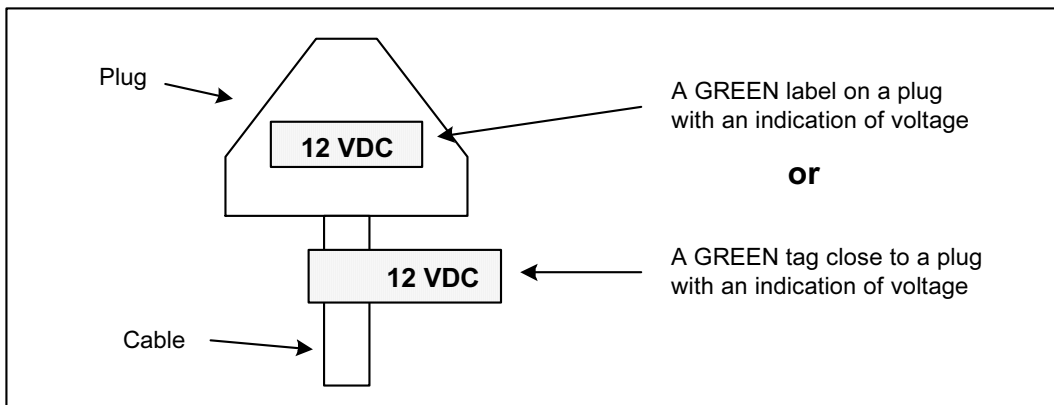 Plug
A GREEN label on a plug
with an indication of voltage
12 VDC
or
A GREEN tag close to a plug
with an indication of voltage
12 VDC
Cable